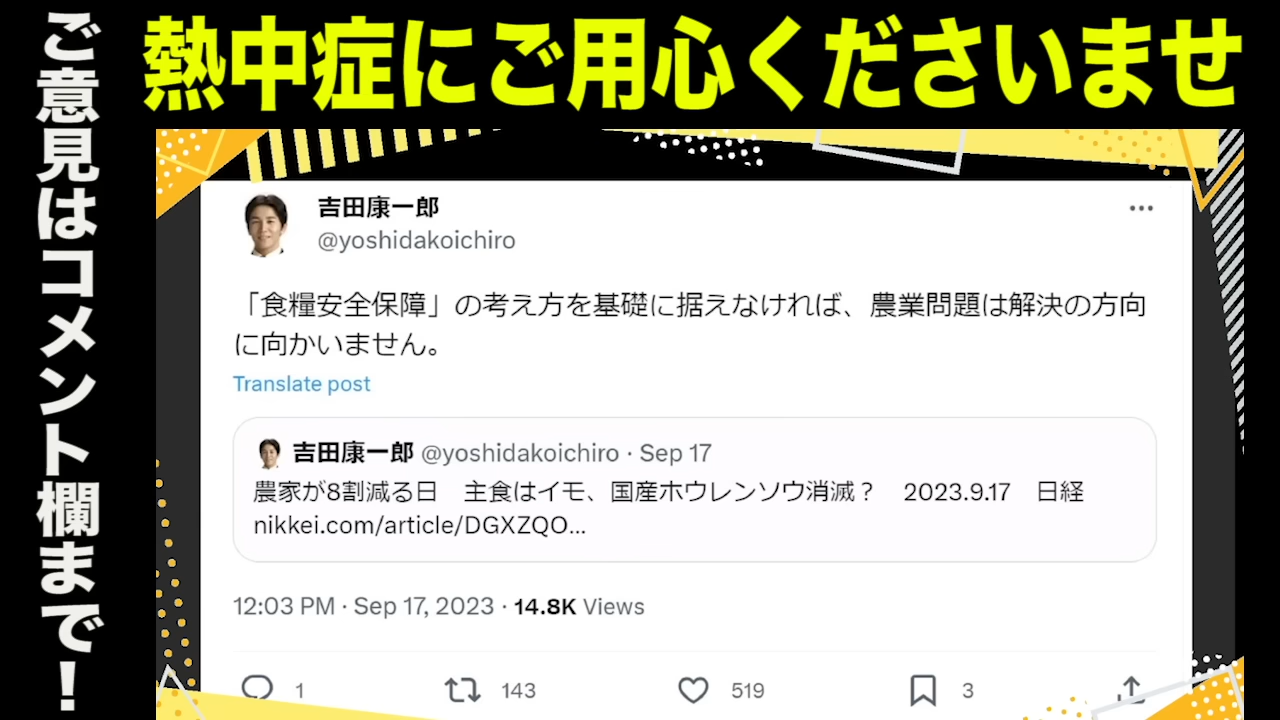 熱中症にご用心くださいませ
ご意見はコメント欄まで！
吉田康一郎
@yoshidakoichiro
「食糧安全保障」の考え方を基礎に据えなければ、農業問題は解決の方向
に向かいません。
Translate post
吉田康一郎 @yoshidakoichiro · Sep 17
農家が8割減る日　主食はイモ、国産ホウレンソウ消滅？　2023.9.17　日経
nikkei.com/article/DGXZQO...
12:03 PM · Sep 17, 2023 · 14.8K Views
1 143 519 3